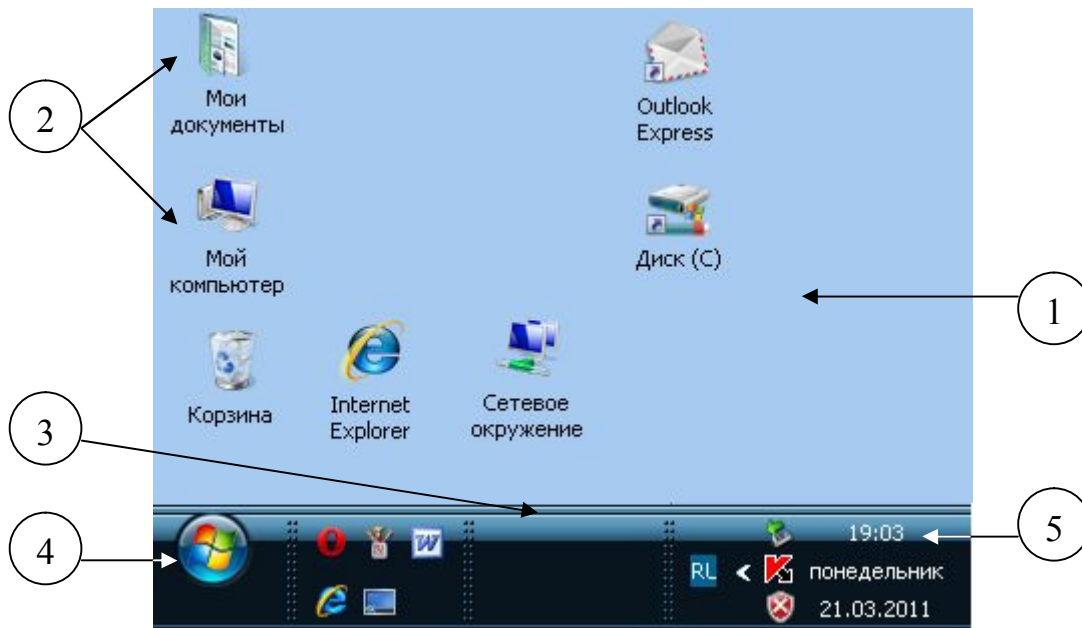 Мои
документы
Outlook
Express
2
Мой
компьютер
Диск (C)
1
Корзина
Internet
Explorer
Сетевое
окружение
3
4
19:03
5
RL
понедельник
21.03.2011